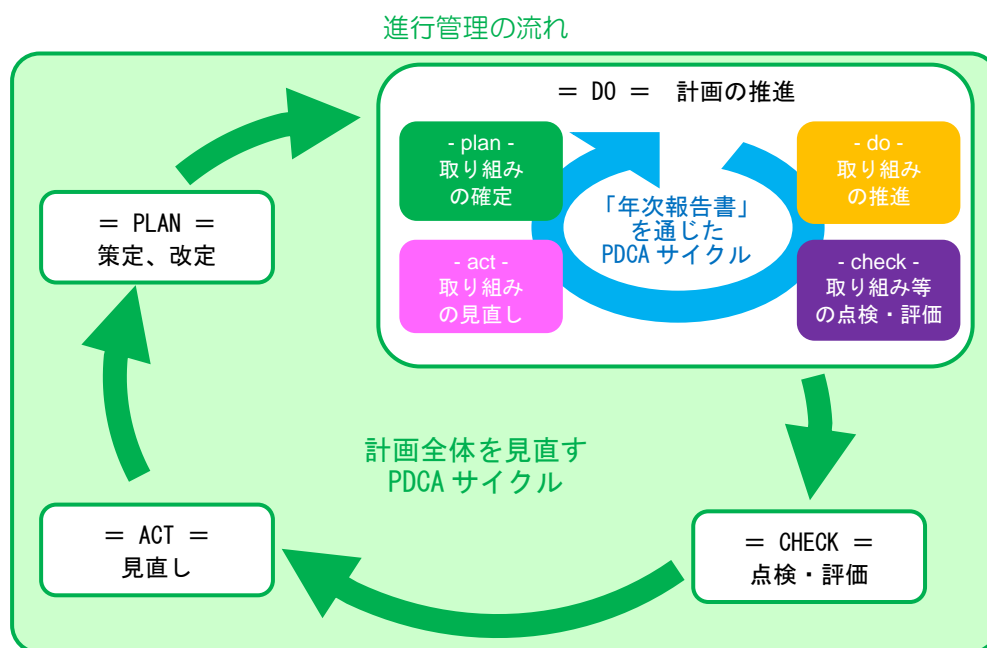 進行管理の流れ
＝ DO ＝　計画の推進
- plan -
取り組み
の確定
- do -
取り組み
の推進
「年次報告書」
を通じた
PDCA サイクル
- act -
取り組み
の見直し
- check -
取り組み等
の点検・評価
＝ PLAN ＝
策定、改定
計画全体を見直す
PDCA サイクル
＝ ACT ＝
見直し
＝ CHECK ＝
点検・評価